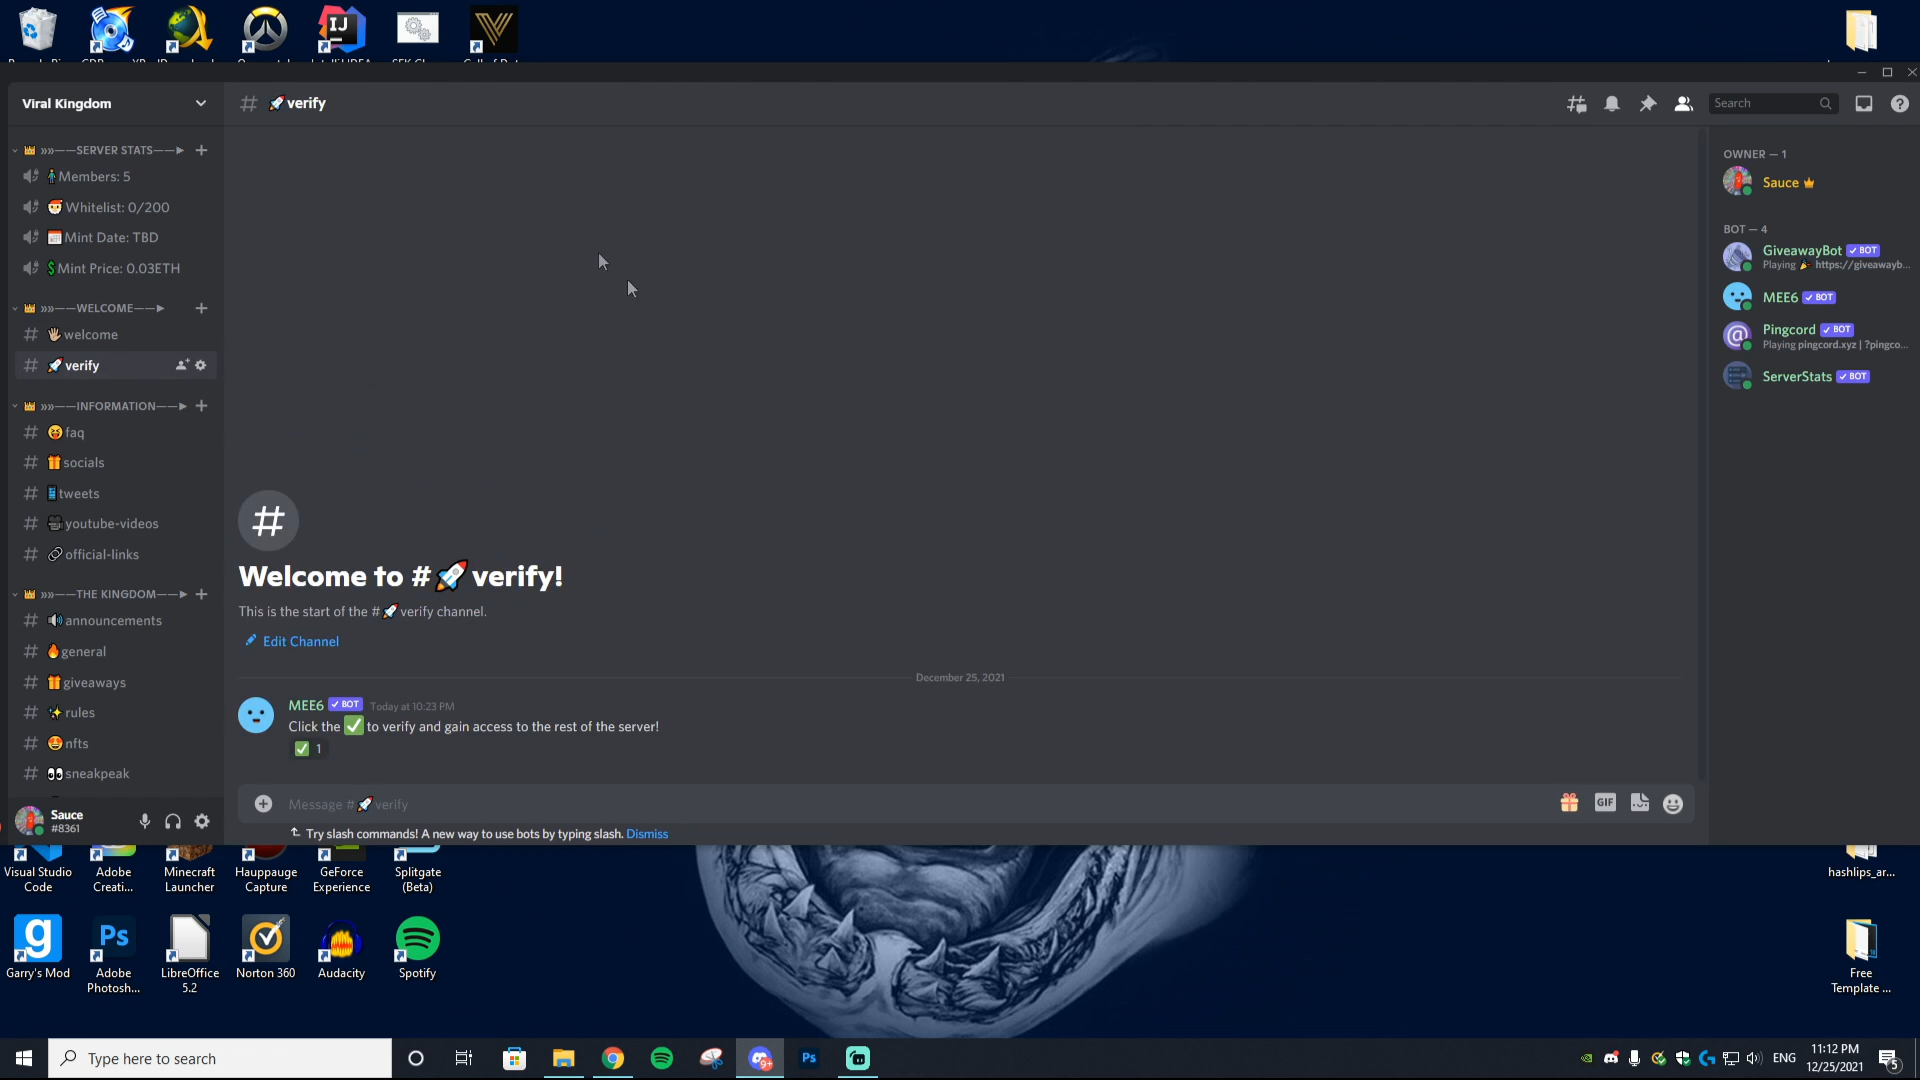 Viral Kingdom
verify
Search
»»——SERVER STATS——►
Members: 5
Whitelist: 0/200
Mint Date: TBD
Mint Price: 0.03ETH
»»——WELCOME——►
welcome
verify
»»——INFORMATION——►
faq
socials
tweets
youtube-videos
official-links
»»——THE KINGDOM——►
announcements
general
giveaways
rules
nfts
sneakpeak
Sauce
#8361
Welcome to # verify!
This is the start of the # verify channel.
Edit Channel
December 25, 2021
MEE6 ✓ BOT Today at 10:23 PM
Click the ✅ to verify and gain access to the rest of the server!
✅ 1
Message # verify
GIF
Try slash commands! A new way to use bots by typing slash. Dismiss
OWNER — 1
Sauce
BOT — 4
GiveawayBot ✓ BOT
Playing https://giveawayb...
MEE6 ✓ BOT
Pingcord ✓ BOT
Playing pingcord.xyz | ?pingco...
ServerStats ✓ BOT
Visual Studio Code
Adobe Creati...
Minecraft Launcher
Hauppauge Capture
GeForce Experience
Splitgate (Beta)
hashlips_ar...
Garry's Mod
Adobe Photosh...
LibreOffice 5.2
Norton 360
Audacity
Spotify
Free Template ...
Type here to search
9+
Ps
ENG
11:12 PM
12/25/2021
5